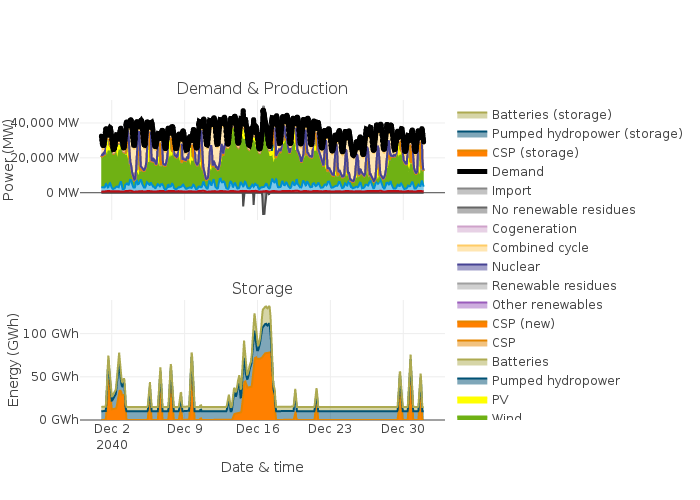 Demand & Production
Power (MW)
40,000 MW
20,000 MW
0 MW
Storage
Energy (GWh)
100 GWh
50 GWh
0 GWh
Dec 2
2040
Dec 9
Dec 16
Dec 23
Dec 30
Date & time
Batteries (storage)
Pumped hydropower (storage)
CSP (storage)
Demand
Import
No renewable residues
Cogeneration
Combined cycle
Nuclear
Renewable residues
Other renewables
CSP (new)
CSP
Batteries
Pumped hydropower
PV
Wind